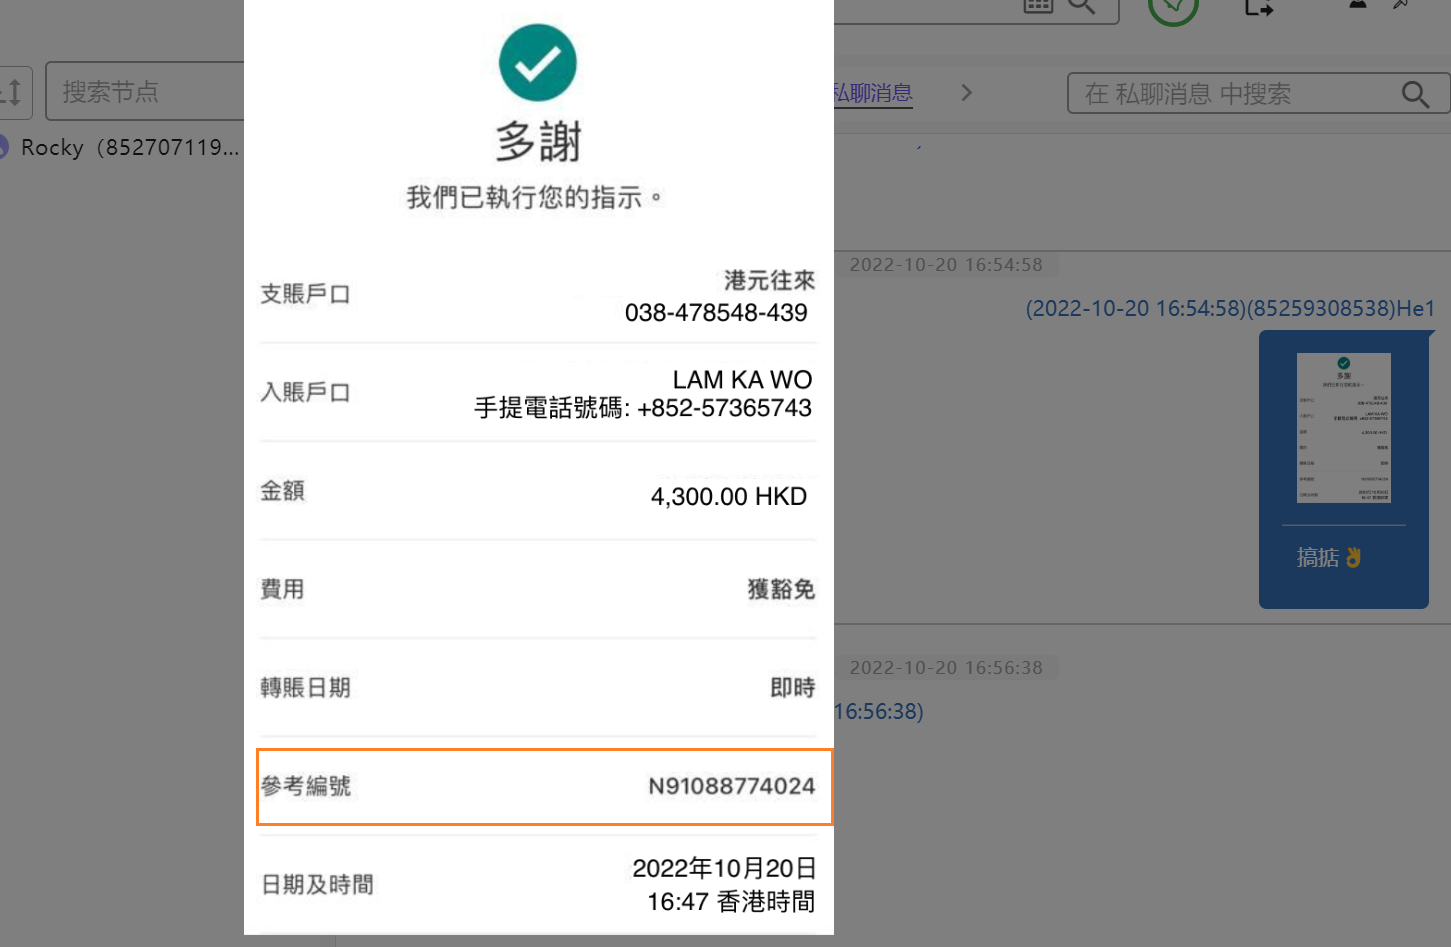 搜索节点
Rocky（852707119...
多謝
我們已執行您的指示。
支賬戶口
港元往來
038-478548-439
入賬戶口
LAM KA WO
手提電話號碼: +852-57365743
金額
4,300.00 HKD
費用
獲豁免
轉賬日期
即時
參考編號
N91088774024
日期及時間
2022年10月20日
16:47 香港時間
私聊消息
在 私聊消息 中搜索
2022-10-20 16:54:58
(2022-10-20 16:54:58)(85259308538)He1
多謝
搞掂👌
2022-10-20 16:56:38
16:56:38)